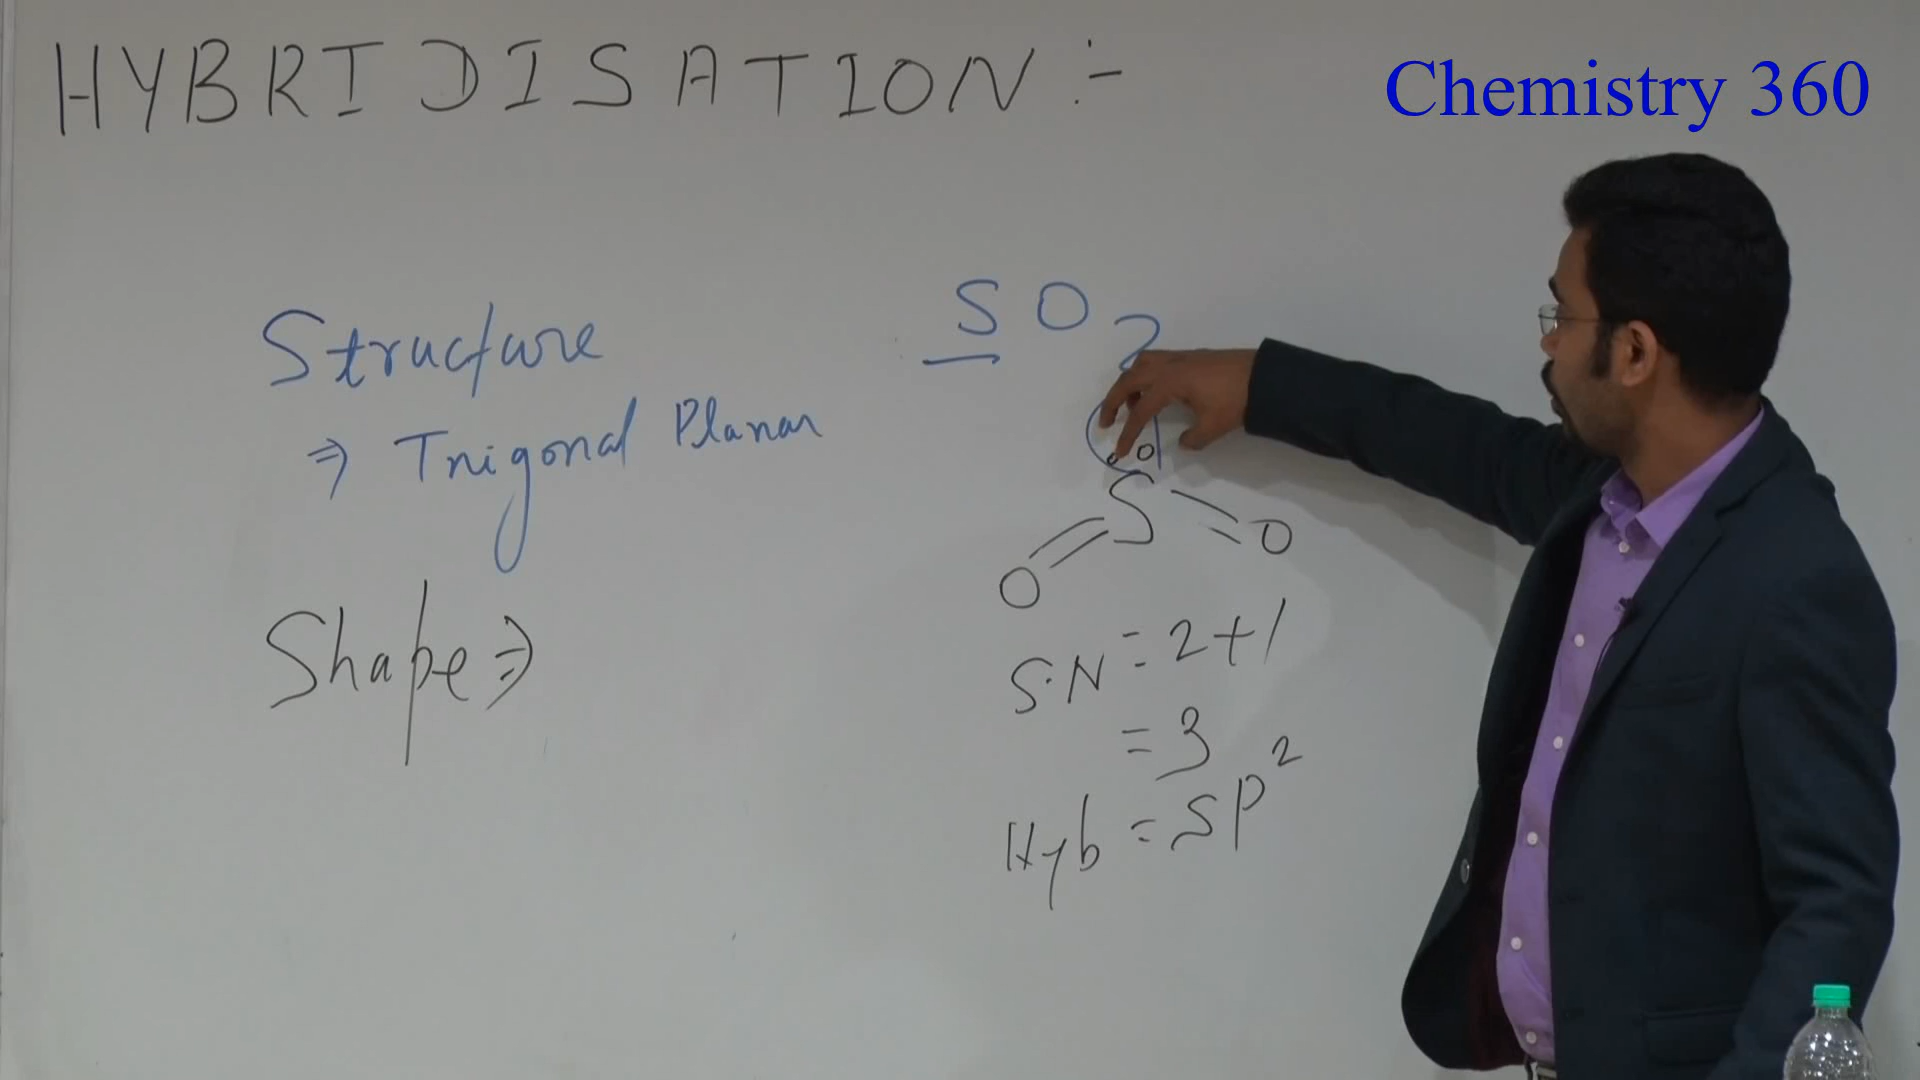 HYBRIDISATION :-
Chemistry 360
Structure
⇒ Trigonal Planar
Shape ⇒
SO2
S
O
O
S.N = 2+1
= 3
Hyb = SP²